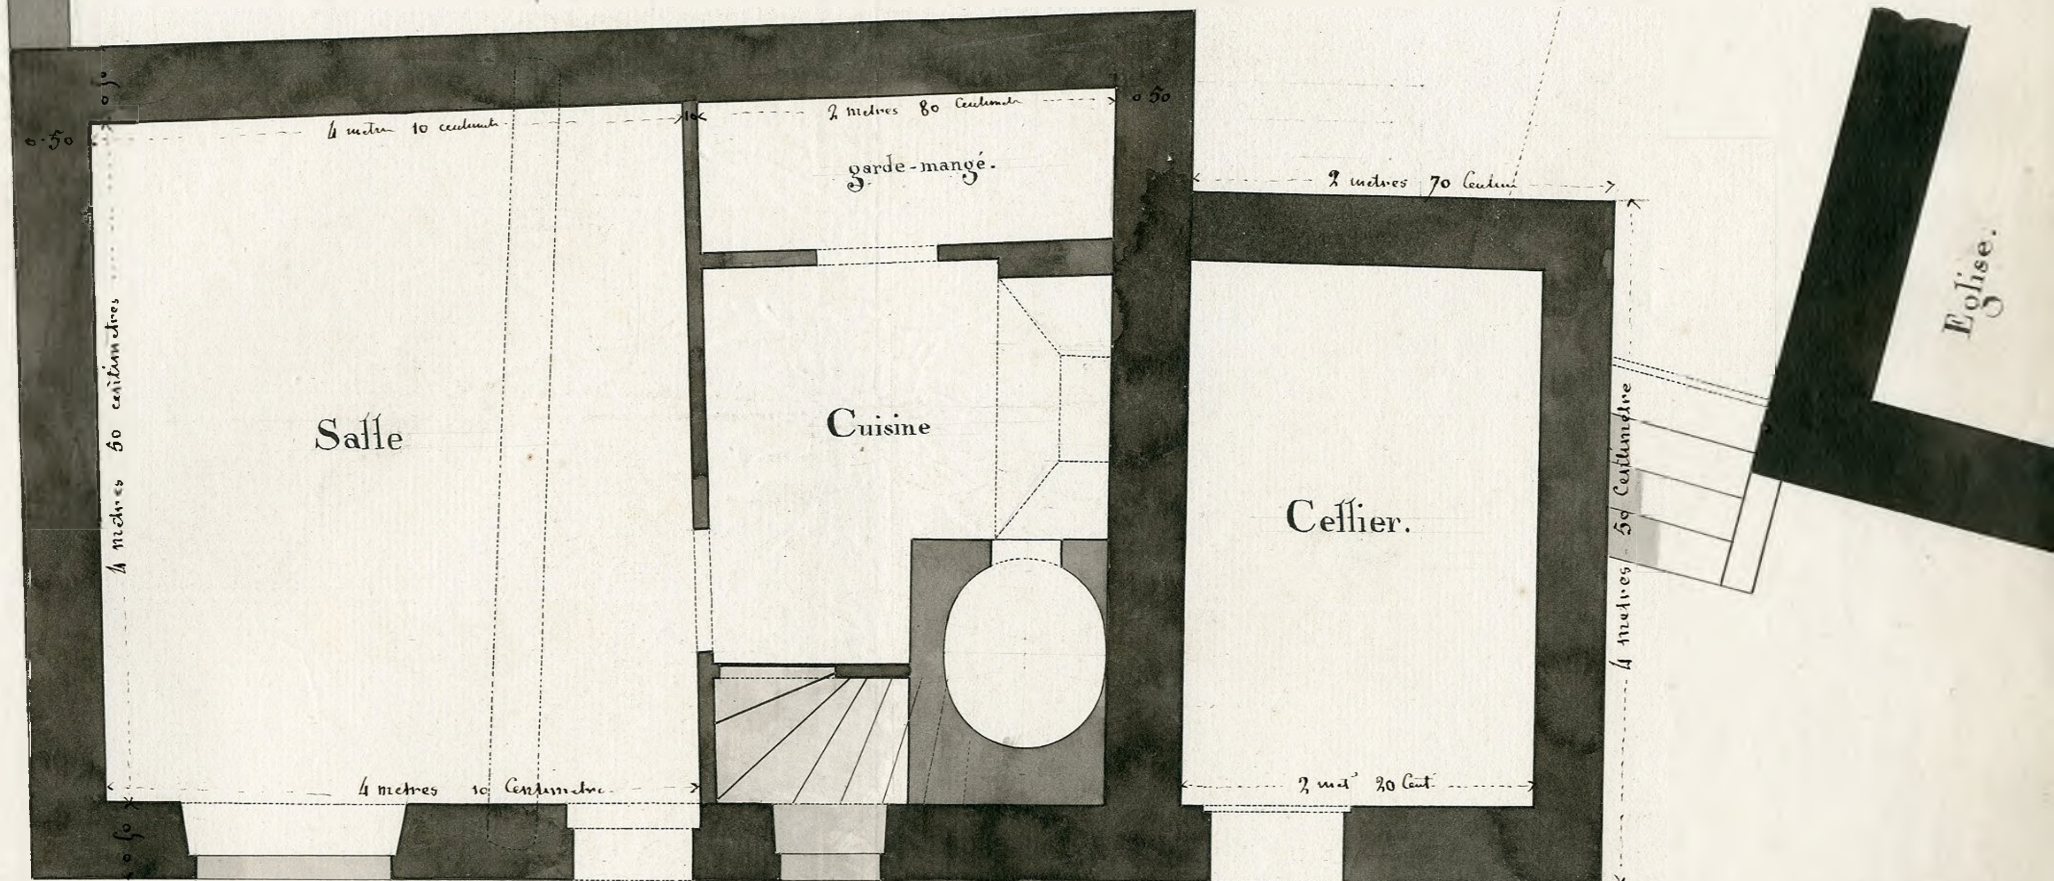 0,50
0-50
4 metre 10 centimet
10
2 metres 80 Centimet
0 50
garde-mangé.
2 metres 70 Centim
Eglise.
4 metres 50 centimetres
Salle
Cuisine
Cellier.
4 metres 50 Centimetre
4 metres 10 Centimetre
2 met 20 Cent
0,50